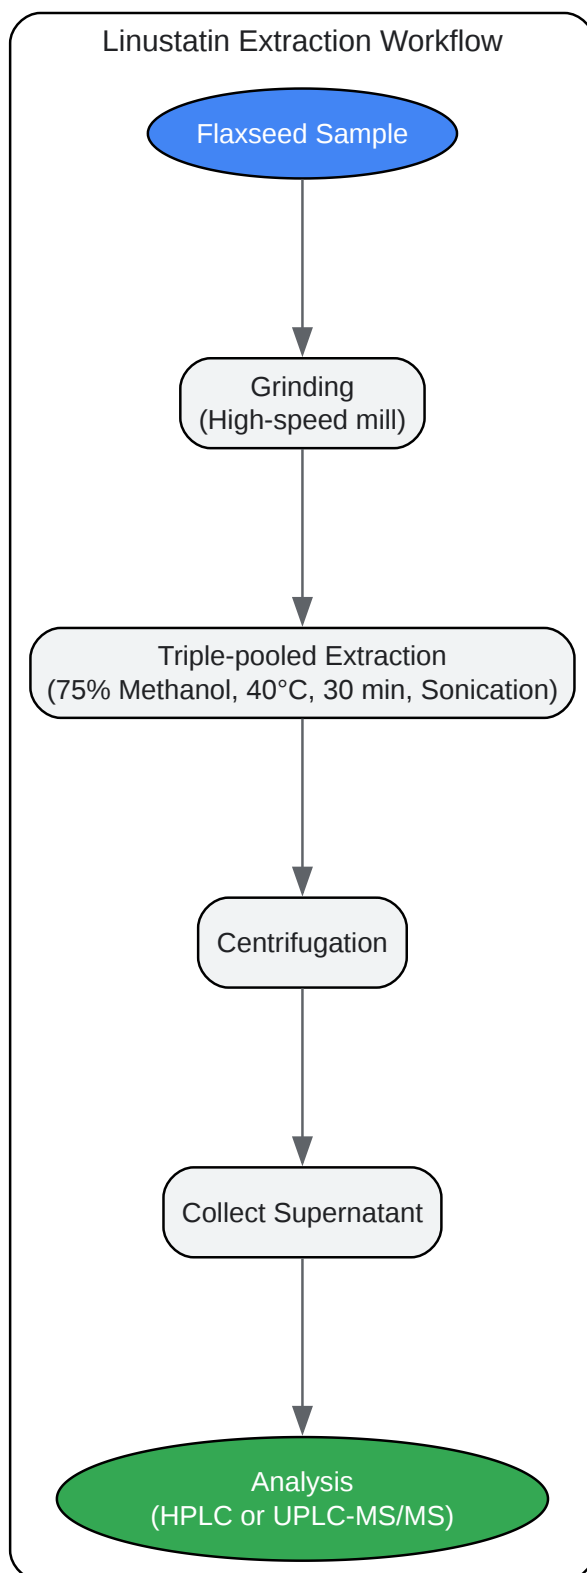 Linustatin Extraction Workflow
Flaxseed Sample
Grinding
(High-speed mill)
Triple-pooled Extraction
(75% Methanol, 40°C, 30 min, Sonication)
Centrifugation
Collect Supernatant
Analysis
(HPLC or UPLC-MS/MS)